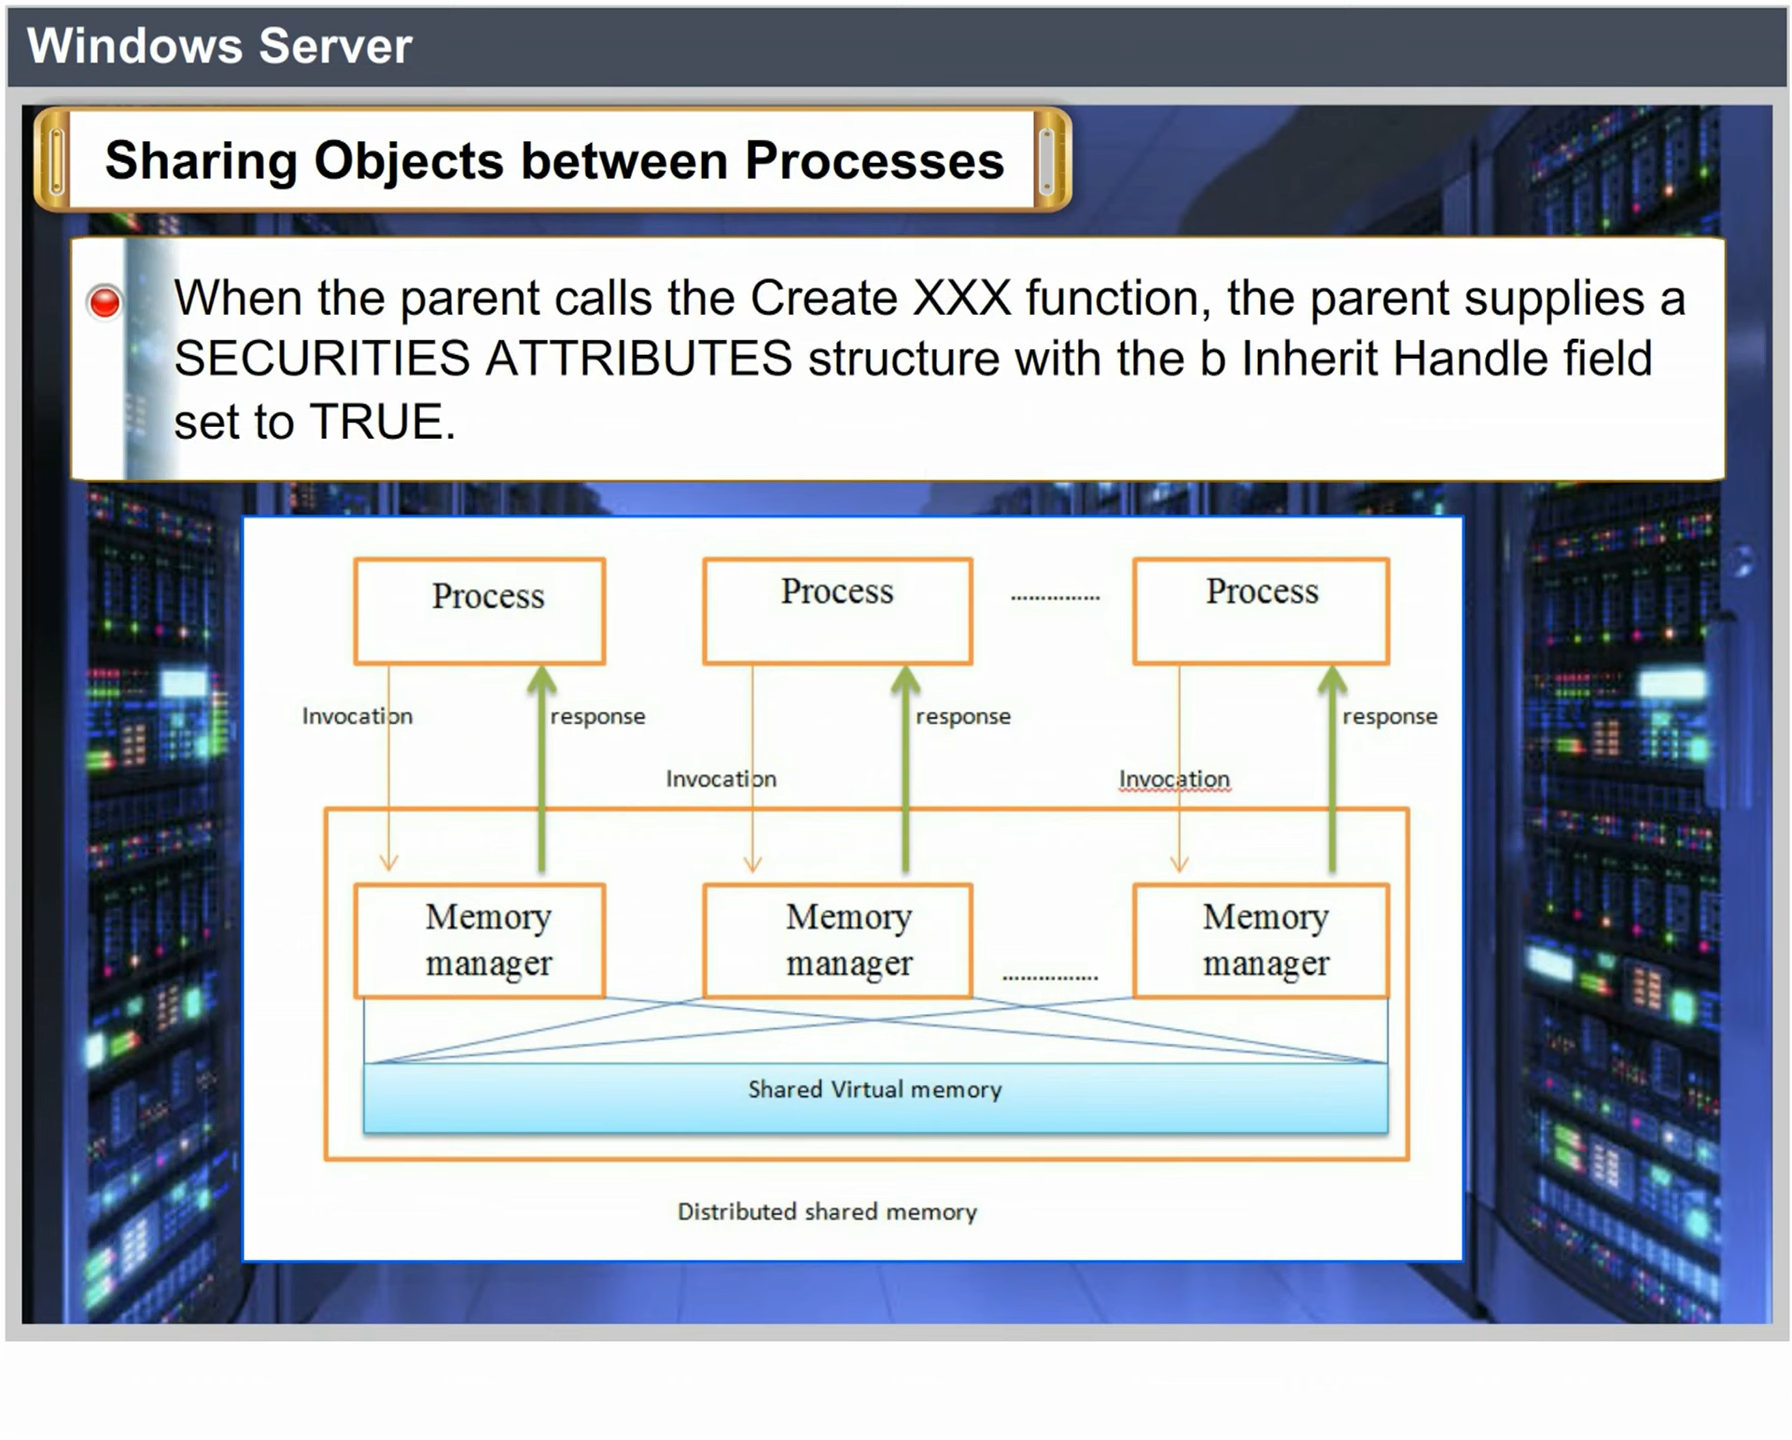 Windows Server
Sharing Objects between Processes
When the parent calls the Create XXX function, the parent supplies a
SECURITIES ATTRIBUTES structure with the b Inherit Handle field
set to TRUE.
Process
Process
...............
Process
Invocation
response
response
response
Invocation
Invocation
Memory
manager
Memory
manager
................
Memory
manager
Shared Virtual memory
Distributed shared memory